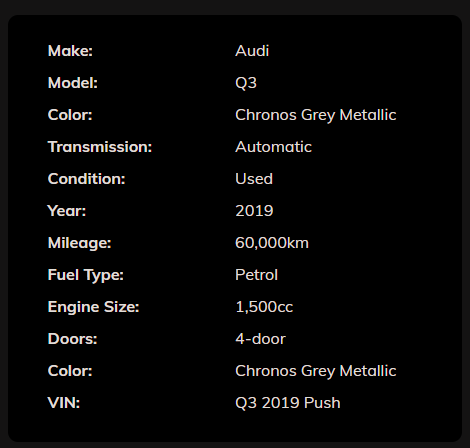 Make: Audi
Model: Q3
Color: Chronos Grey Metallic
Transmission: Automatic
Condition: Used
Year: 2019
Mileage: 60,000km
Fuel Type: Petrol
Engine Size: 1,500cc
Doors: 4-door
Color: Chronos Grey Metallic
VIN: Q3 2019 Push